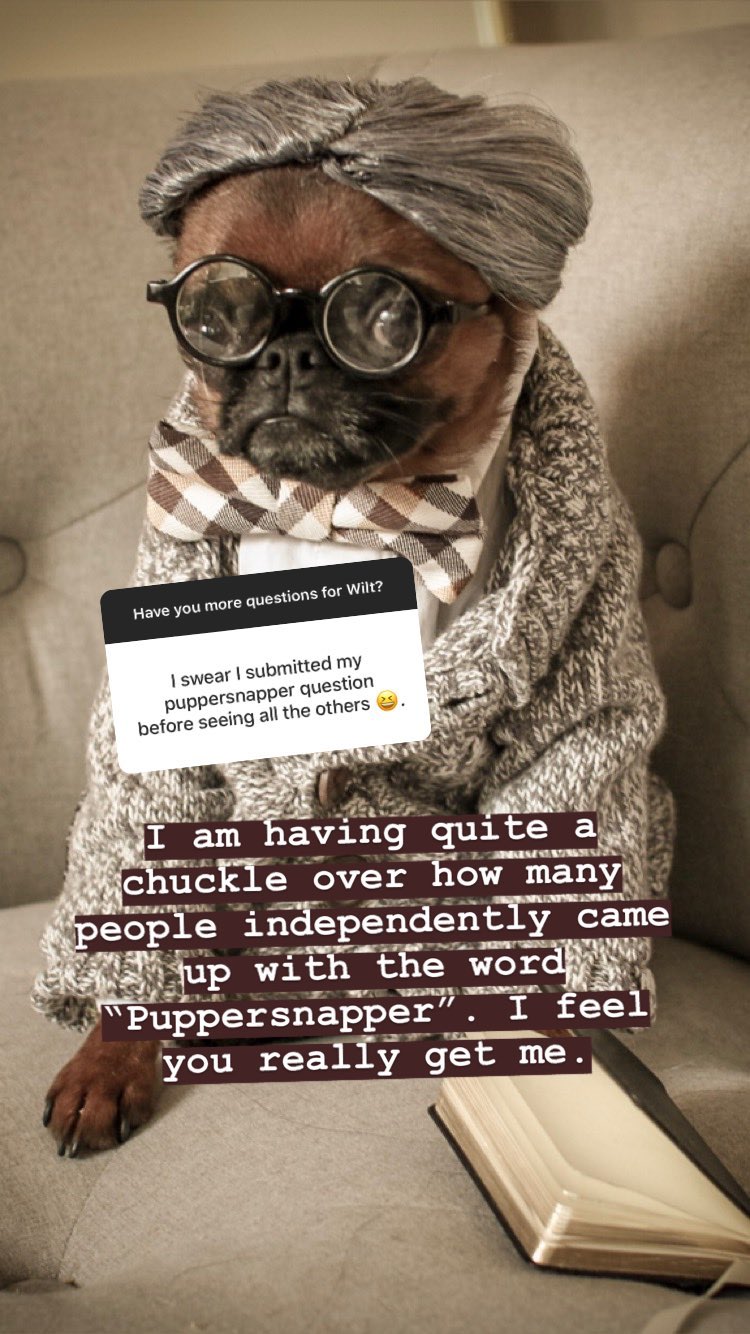 Have you more questions for Wilt?
I swear I submitted my
puppersnapper question
before seeing all the others 😆.
I am having quite a
chuckle over how many
people independently came
up with the word
“Puppersnapper”. I feel
you really get me.